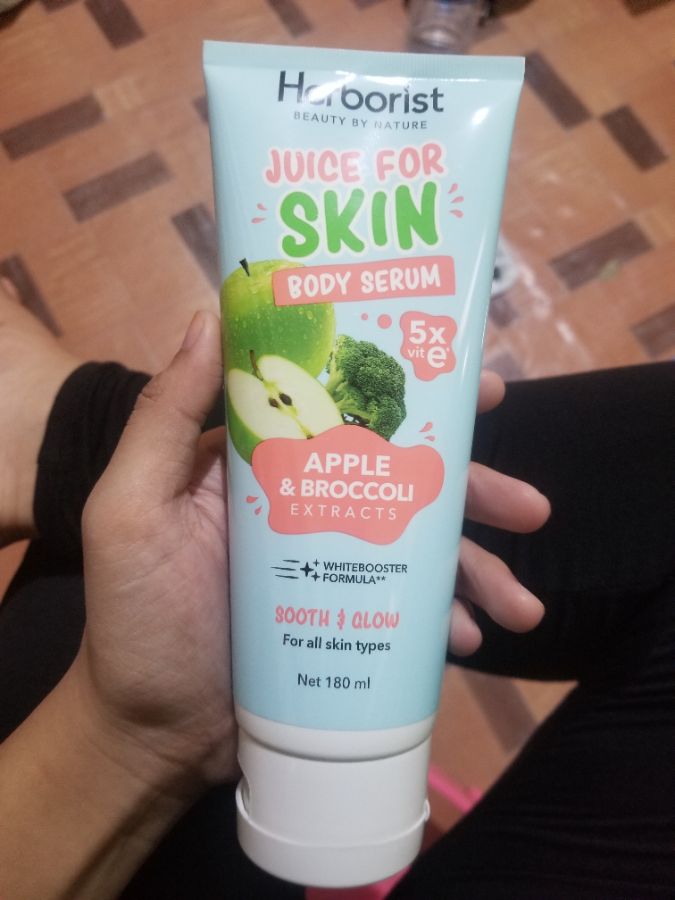 Herborist
BEAUTY BY NATURE
JUICE FOR
SKIN
BODY SERUM
5x
vit e*
APPLE
& BROCCOLI
EXTRACTS
WHITEBOOSTER
FORMULA**
SOOTH & GLOW
For all skin types
Net 180 ml